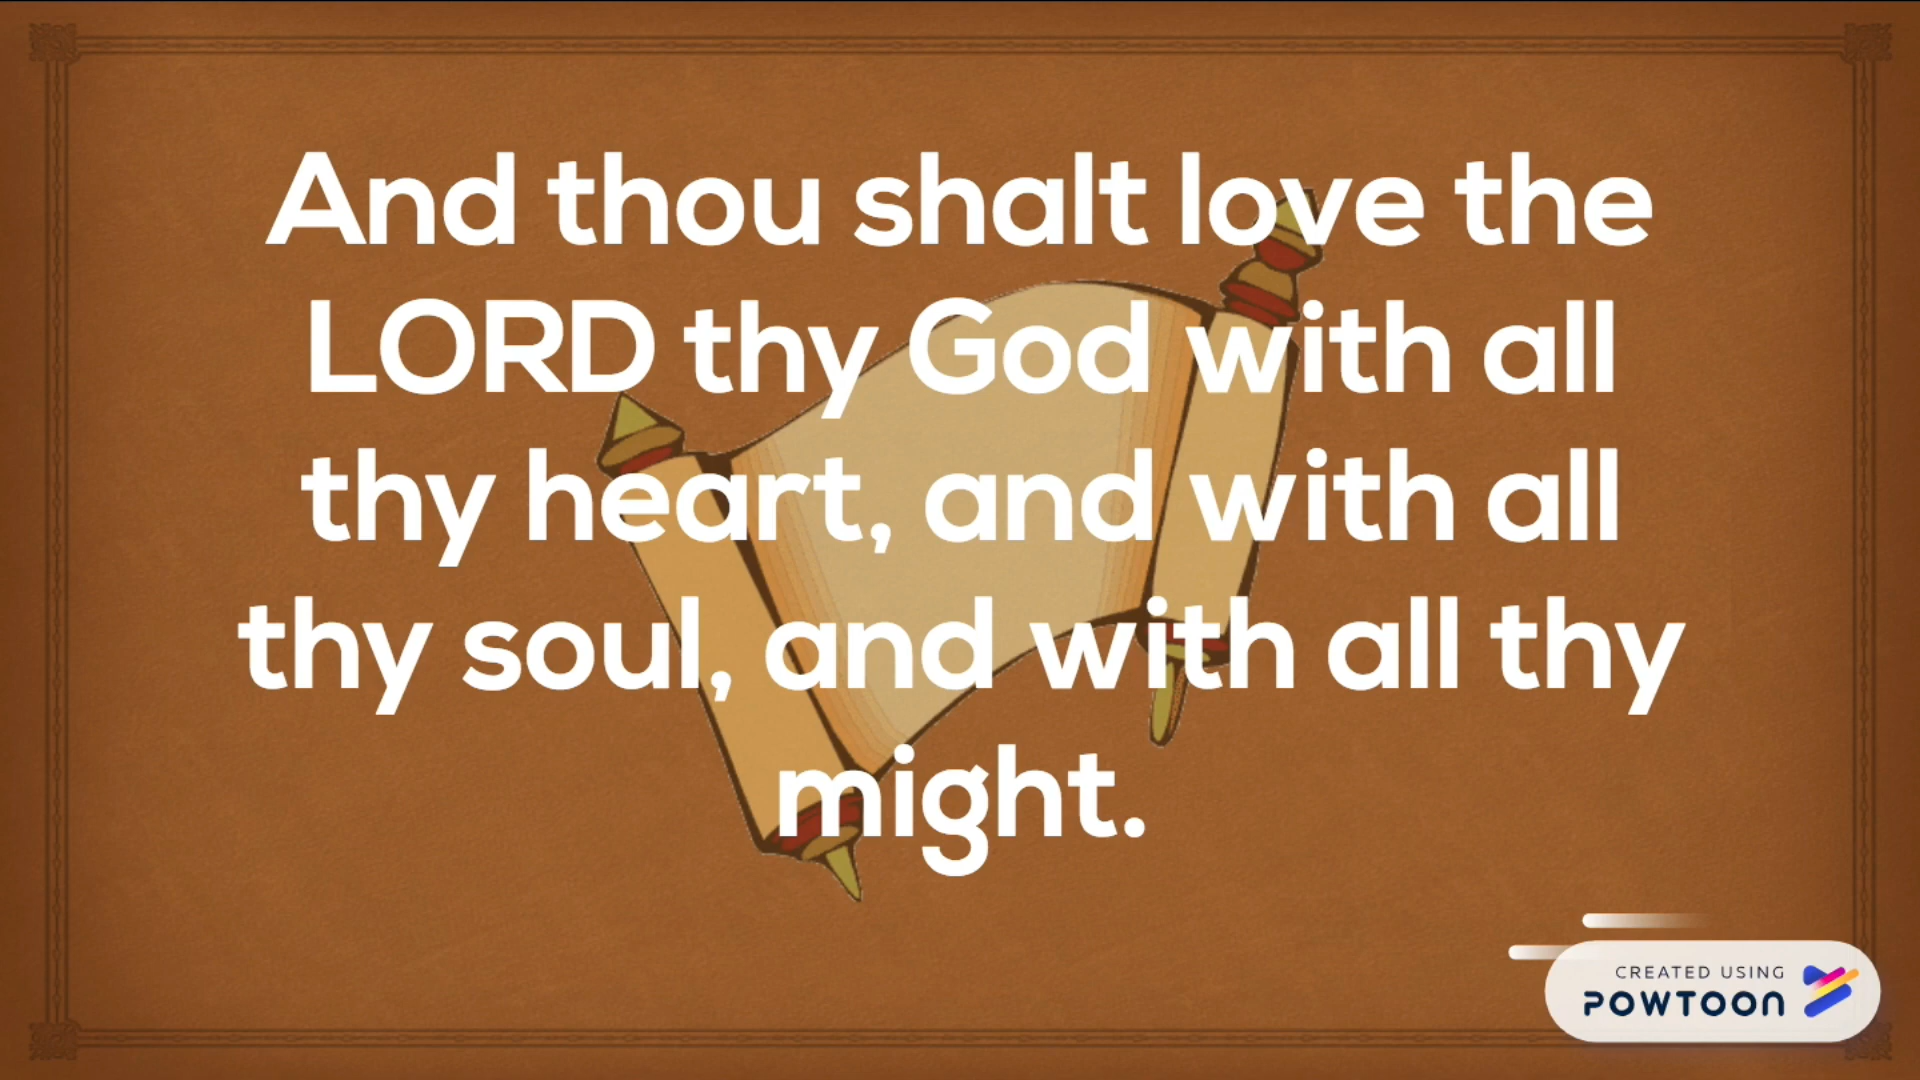 And thou shalt love the
LORD thy God with all
thy heart, and with all
thy soul, and with all thy
might.
CREATED USING
POWTOON